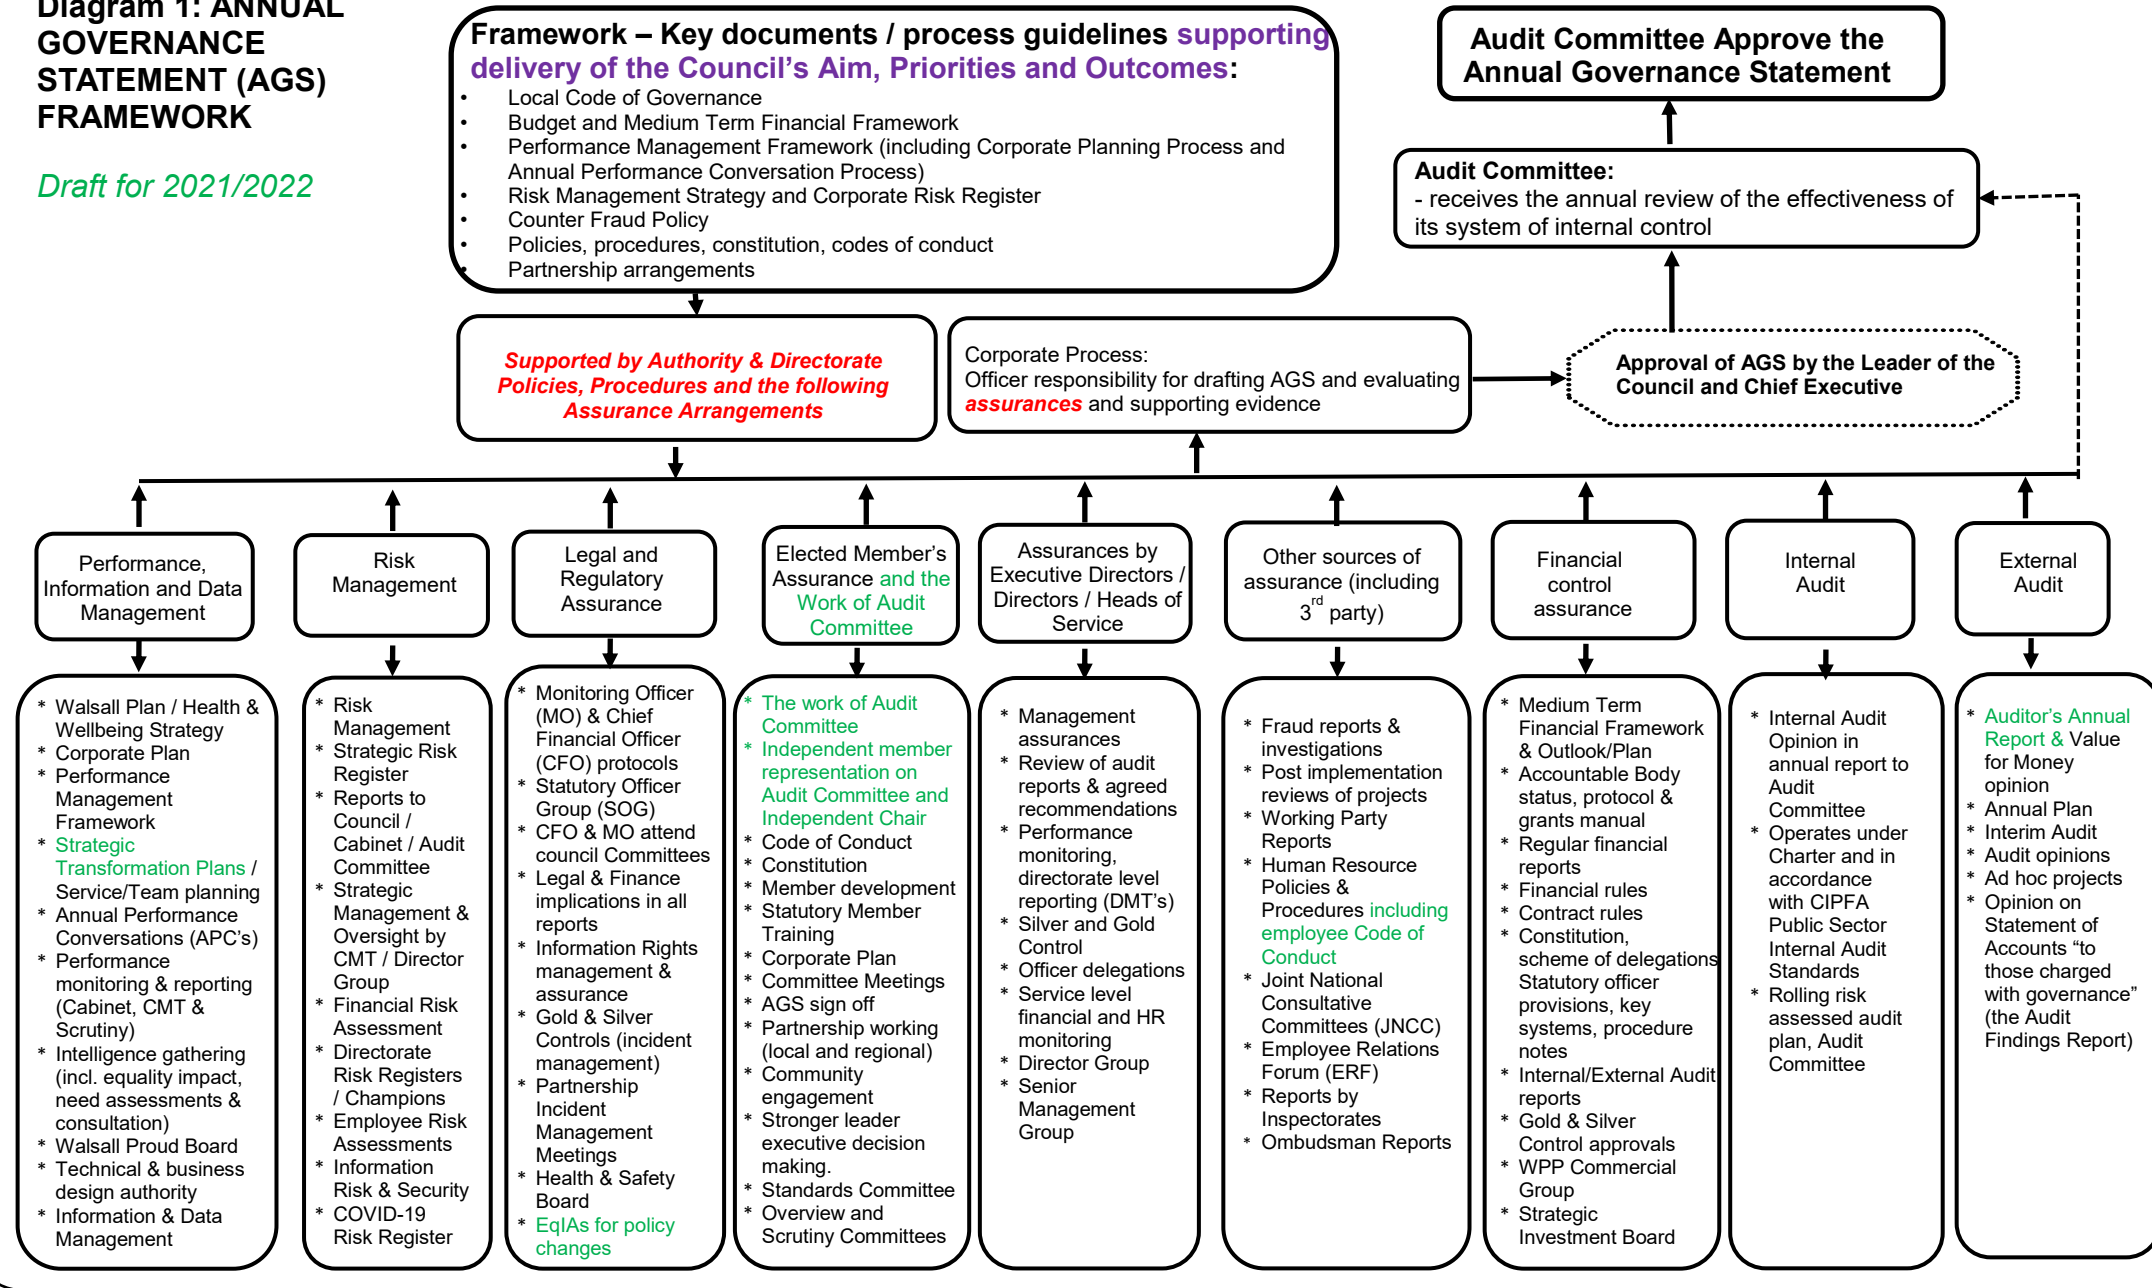 Diagram 1: ANNUAL
GOVERNANCE
STATEMENT (AGS)
FRAMEWORK
Draft for 2021/2022
Framework – Key documents / process guidelines supporting
delivery of the Council's Aim, Priorities and Outcomes:
• Local Code of Governance
• Budget and Medium Term Financial Framework
• Performance Management Framework (including Corporate Planning Process and
Annual Performance Conversation Process)
• Risk Management Strategy and Corporate Risk Register
• Counter Fraud Policy
• Policies, procedures, constitution, codes of conduct
• Partnership arrangements
Audit Committee Approve the
Annual Governance Statement
Audit Committee:
- receives the annual review of the effectiveness of
its system of internal control
Supported by Authority & Directorate
Policies, Procedures and the following
Assurance Arrangements
Corporate Process:
Officer responsibility for drafting AGS and evaluating
assurances and supporting evidence
Approval of AGS by the Leader of the
Council and Chief Executive
Performance,
Information and Data
Management
Risk
Management
Legal and
Regulatory
Assurance
Elected Member's
Assurance and the
Work of Audit
Committee
Assurances by
Executive Directors /
Directors / Heads of
Service
Other sources of
assurance (including
3rd party)
Financial
control
assurance
Internal
Audit
External
Audit
* Walsall Plan / Health &
Wellbeing Strategy
* Corporate Plan
* Performance
Management
Framework
* Strategic
Transformation Plans /
Service/Team planning
* Annual Performance
Conversations (APC's)
* Performance
monitoring & reporting
(Cabinet, CMT &
Scrutiny)
* Intelligence gathering
(incl. equality impact,
need assessments &
consultation)
* Walsall Proud Board
* Technical & business
design authority
* Information & Data
Management
* Risk
Management
* Strategic Risk
Register
* Reports to
Council /
Cabinet / Audit
Committee
* Strategic
Management &
Oversight by
CMT / Director
Group
* Financial Risk
Assessment
* Directorate
Risk Registers
/ Champions
* Employee Risk
Assessments
* Information
Risk & Security
* COVID-19
Risk Register
* Monitoring Officer
(MO) & Chief
Financial Officer
(CFO) protocols
* Statutory Officer
Group (SOG)
* CFO & MO attend
council Committees
* Legal & Finance
implications in all
reports
* Information Rights
management &
assurance
* Gold & Silver
Controls (incident
management)
* Partnership
Incident
Management
Meetings
* Health & Safety
Board
* EqIAs for policy
changes
* The work of Audit
Committee
* Independent member
representation on
Audit Committee and
Independent Chair
* Code of Conduct
* Constitution
* Member development
* Statutory Member
Training
* Corporate Plan
* Committee Meetings
* AGS sign off
* Partnership working
(local and regional)
* Community
engagement
* Stronger leader
executive decision
making.
* Standards Committee
* Overview and
Scrutiny Committees
* Management
assurances
* Review of audit
reports & agreed
recommendations
* Performance
monitoring,
directorate level
reporting (DMT's)
* Silver and Gold
Control
* Officer delegations
* Service level
financial and HR
monitoring
* Director Group
* Senior
Management
Group
* Fraud reports &
investigations
* Post implementation
reviews of projects
* Working Party
Reports
* Human Resource
Policies &
Procedures including
employee Code of
Conduct
* Joint National
Consultative
Committees (JNCC)
* Employee Relations
Forum (ERF)
* Reports by
Inspectorates
* Ombudsman Reports
* Medium Term
Financial Framework
& Outlook/Plan
* Accountable Body
status, protocol &
grants manual
* Regular financial
reports
* Financial rules
* Contract rules
* Constitution,
scheme of delegations
Statutory officer
provisions, key
systems, procedure
notes
* Internal/External Audit
reports
* Gold & Silver
Control approvals
* WPP Commercial
Group
* Strategic
Investment Board
* Internal Audit
Opinion in
annual report to
Audit
Committee
* Operates under
Charter and in
accordance
with CIPFA
Public Sector
Internal Audit
Standards
* Rolling risk
assessed audit
plan, Audit
Committee
* Auditor's Annual
Report & Value
for Money
opinion
* Annual Plan
* Interim Audit
* Audit opinions
* Ad hoc projects
* Opinion on
Statement of
Accounts “to
those charged
with governance”
(the Audit
Findings Report)